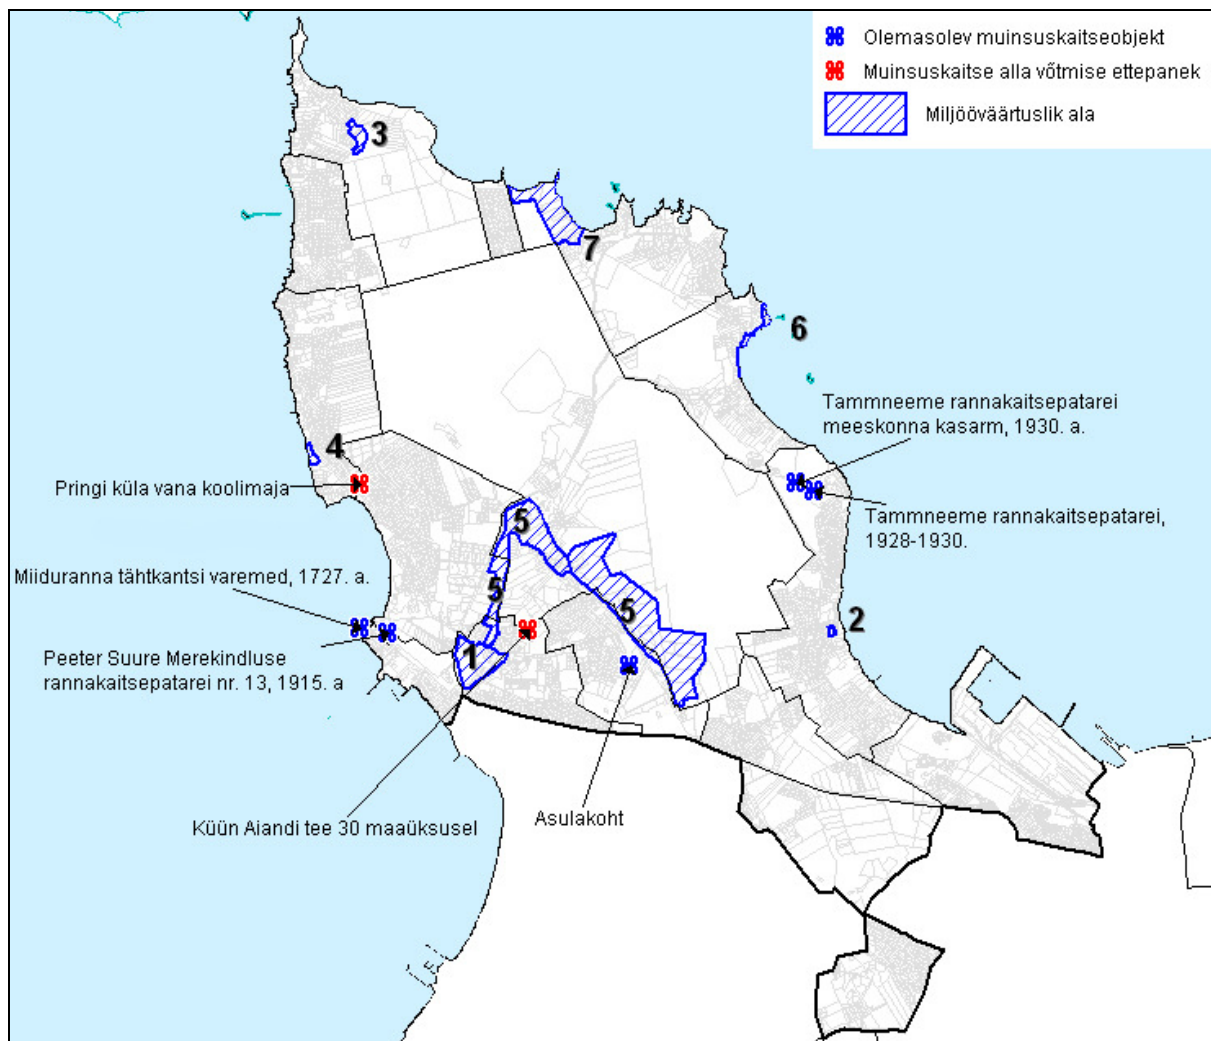 Olemasolev muinsuskaitseobjekt
Muinsuskaitse alla võtmise ettepanek
Miljööväärtuslik ala
3
7
6
Tammneeme rannakaitsepatarei
meeskonna kasarm, 1930. a.
4
Pringi küla vana koolimaja
Tammneeme rannakaitsepatarei,
1928-1930.
5
Miiduranna tähtkantsi varemed, 1727. a.
5
5
2
1
Peeter Suure Merekindluse
rannakaitsepatarei nr. 13, 1915. a
Küün Aiandi tee 30 maaüksusel
Asulakoht